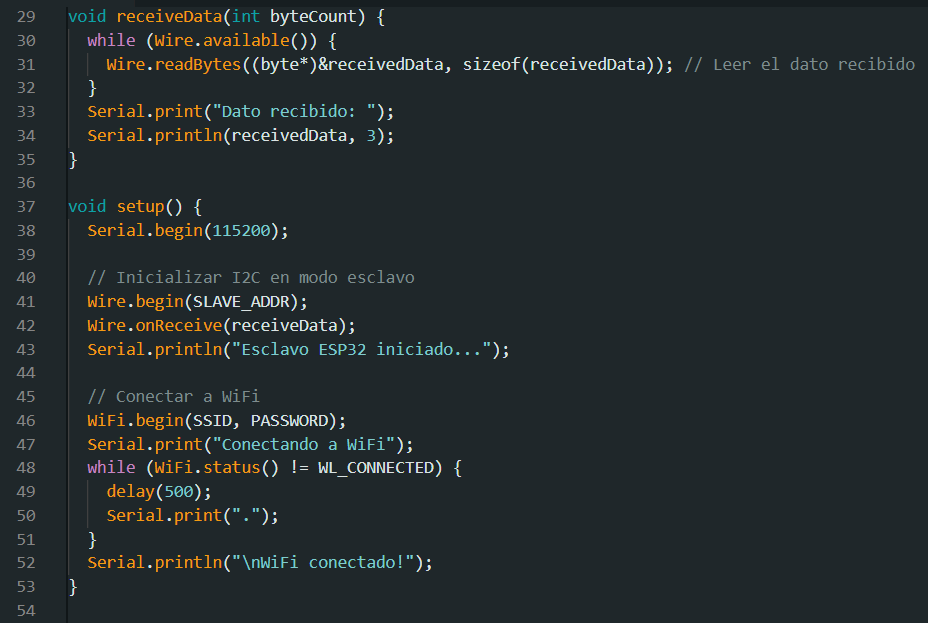 29 void receiveData(int byteCount) {
30   while (Wire.available()) {
31     Wire.readBytes((byte*)&receivedData, sizeof(receivedData)); // Leer el dato recibido
32   }
33   Serial.print("Dato recibido: ");
34   Serial.println(receivedData, 3);
35 }
36
37 void setup() {
38   Serial.begin(115200);
39
40   // Inicializar I2C en modo esclavo
41   Wire.begin(SLAVE_ADDR);
42   Wire.onReceive(receiveData);
43   Serial.println("Esclavo ESP32 iniciado...");
44
45   // Conectar a WiFi
46   WiFi.begin(SSID, PASSWORD);
47   Serial.print("Conectando a WiFi");
48   while (WiFi.status() != WL_CONNECTED) {
49     delay(500);
50     Serial.print(".");
51   }
52   Serial.println("\nWiFi conectado!");
53 }
54